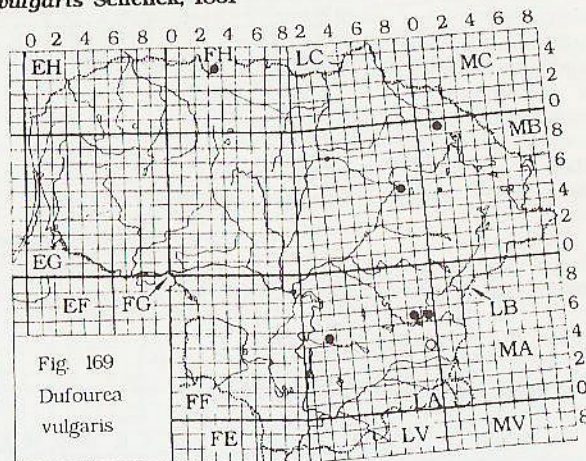 vulgaris Schenck, 1861
0 2 4 6 8 0 2 4 6 8 2 4 6 8 0 2 4 6 8
EH FH LC MC 4
2
0
MB 8
6
4
2
EG 0
EF FG LB 8
6
MA 4
Fig. 169
Dufourea
vulgaris
FF LA 2
0
FE LV MV 8